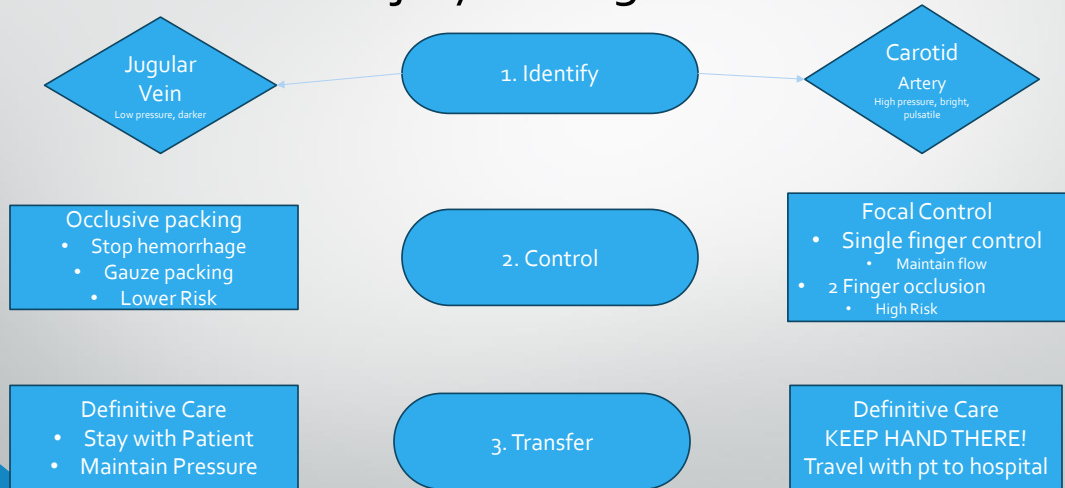 Jugular
Vein
Low pressure, darker
1. Identify
Carotid
Artery
High pressure, bright,
pulsatile
Occlusive packing
• Stop hemorrhage
• Gauze packing
• Lower Risk
2. Control
Focal Control
• Single finger control
• Maintain flow
• 2 Finger occlusion
• High Risk
Definitive Care
• Stay with Patient
• Maintain Pressure
3. Transfer
Definitive Care
KEEP HAND THERE!
Travel with pt to hospital